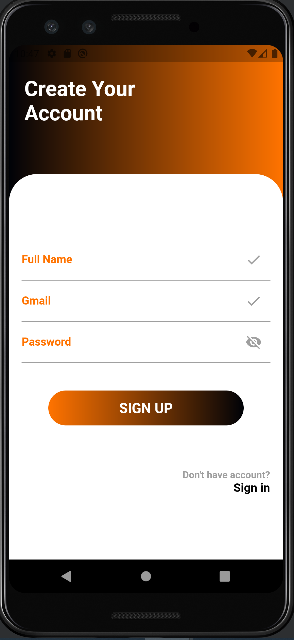 Create Your
Account
Full Name
Gmail
Password
SIGN UP
Don't have account?
Sign in